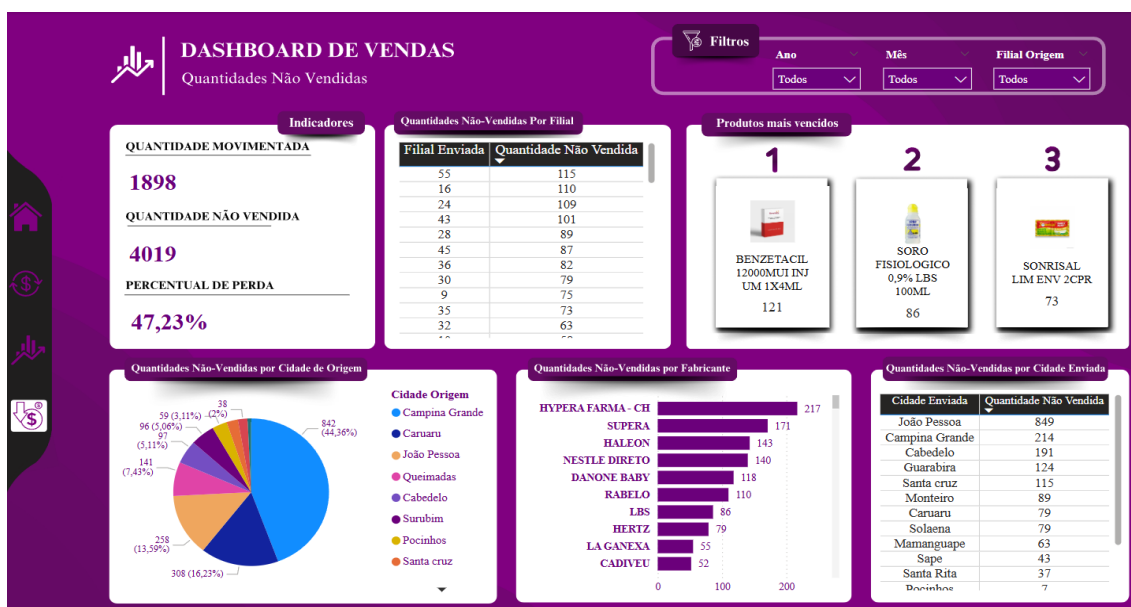 DASHBOARD DE VENDAS
Quantidades Não Vendidas
Filtros
Ano
Mês
Filial Origem
Todos
Todos
Todos
Indicadores
QUANTIDADE MOVIMENTADA
1898
QUANTIDADE NÃO VENDIDA
4019
PERCENTUAL DE PERDA
47,23%
Quantidades Não-Vendidas Por Filial
Filial Enviada Quantidade Não Vendida
55 115
16 110
24 109
43 101
28 89
45 87
36 82
30 79
9 75
35 73
32 63
Produtos mais vencidos
1
2
3
BENZETACIL
12000MUI INJ
UM 1X4ML
121
SORO
FISIOLOGICO
0,9% LBS
100ML
86
SONRISAL
LIM ENV 2CPR
73
Quantidades Não-Vendidas por Cidade de Origem
38
(2%)
59 (3,11%)
96 (5,06%)
97
(5,11%)
141
(7,43%)
258
(13,59%)
308 (16,23%)
842
(44,36%)
Cidade Origem
Campina Grande
Caruaru
João Pessoa
Queimadas
Cabedelo
Surubim
Pocinhos
Santa cruz
Quantidades Não-Vendidas por Fabricante
HYPERA FARMA - CH 217
SUPERA 171
HALEON 143
NESTLE DIRETO 140
DANONE BABY 118
RABELO 110
LBS 86
HERTZ 79
LA GANEXA 55
CADIVEU 52
0 100 200
Quantidades Não-Vendidas por Cidade Enviada
Cidade Enviada Quantidade Não Vendida
João Pessoa 849
Campina Grande 214
Cabedelo 191
Guarabira 124
Santa cruz 115
Monteiro 89
Caruaru 79
Solaena 79
Mamanguape 63
Sape 43
Santa Rita 37
Pocinhos 7